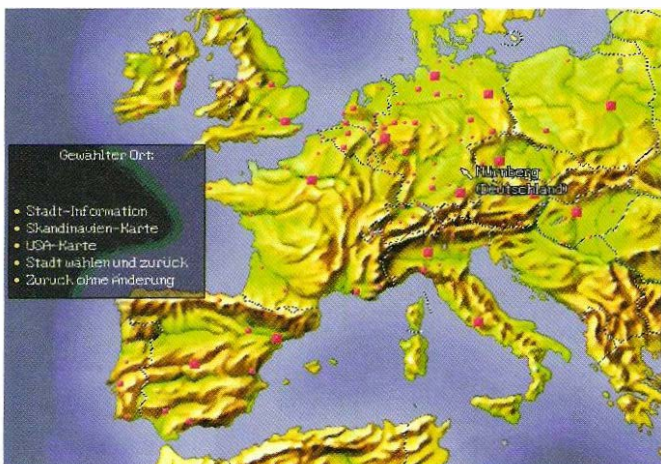 Gewählter Ort:
• Stadt-Information
• Skandinavien-Karte
• USA-Karte
• Stadt wählen und zurück
• Zurück ohne Änderung
Nürnberg
(Deutschland)